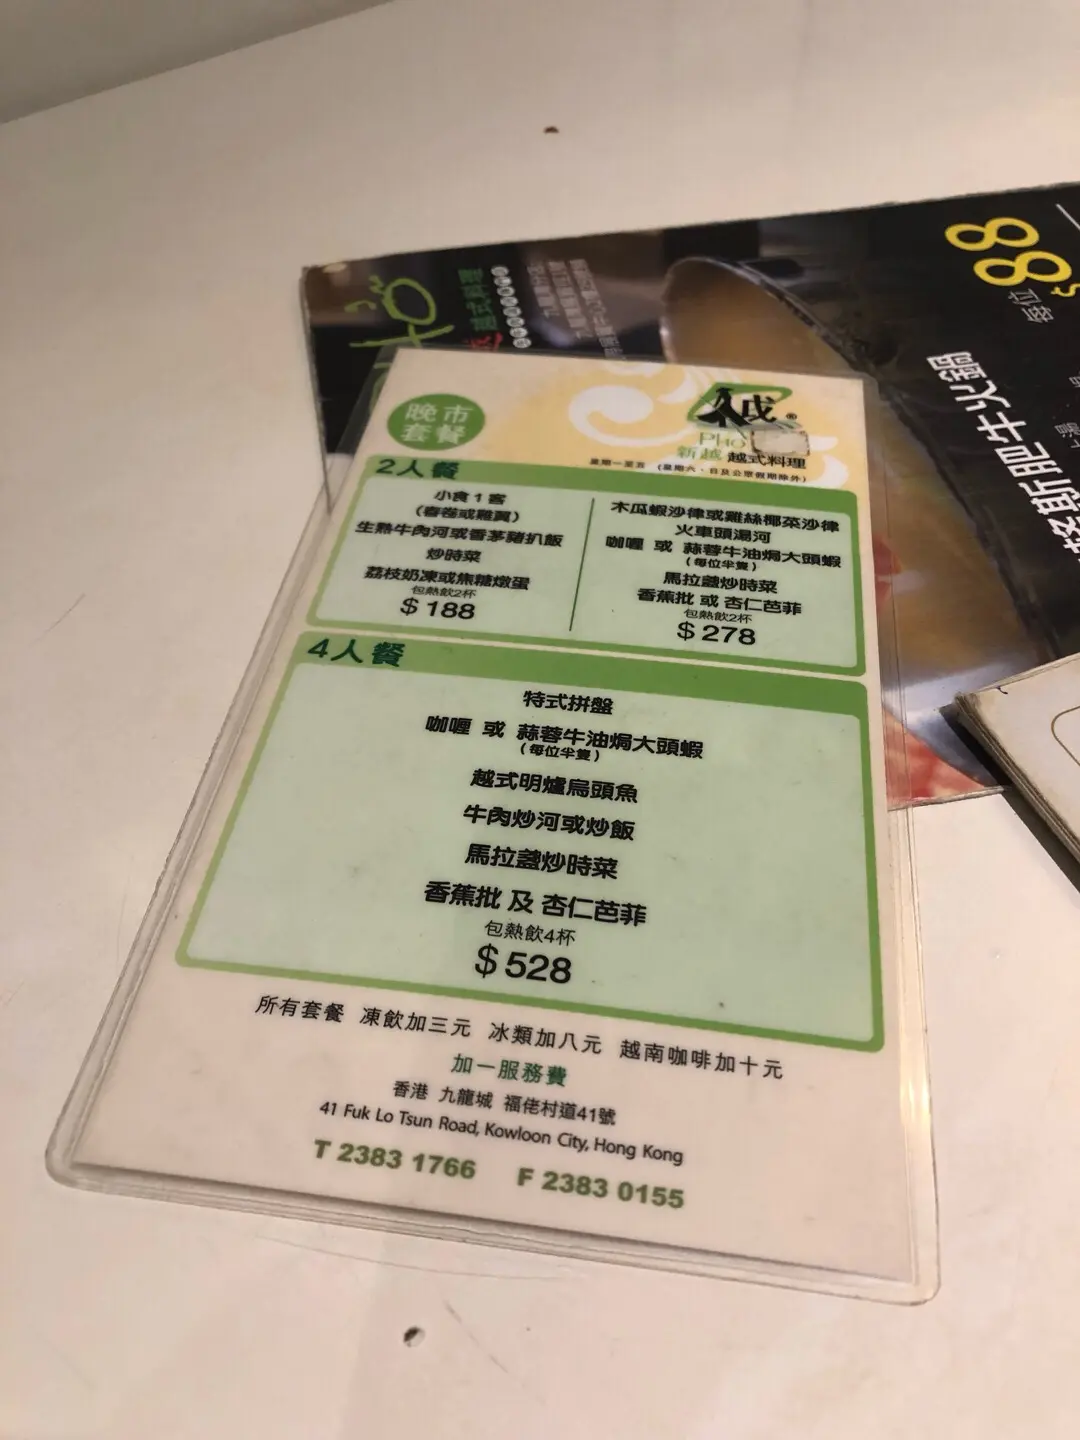 晚市
套餐
越
PHO
新越 越式料理
星期一至五 (星期六、日及公眾假期除外)
2人餐
小食1客
(春卷或雞翼)
生熟牛肉河或香茅豬扒飯
炒時菜
荔枝奶凍或焦糖燉蛋
包熱飲2杯
$188
木瓜蝦沙律或雞絲椰菜沙律
火車頭湯河
咖喱 或 蒜蓉牛油焗大頭蝦
(每位半隻)
馬拉盞炒時菜
香蕉批 或 杏仁芭菲
包熱飲2杯
$278
4人餐
特式拼盤
咖喱 或 蒜蓉牛油焗大頭蝦
(每位半隻)
越式明爐烏頭魚
牛肉炒河或炒飯
馬拉盞炒時菜
香蕉批 及 杏仁芭菲
包熱飲4杯
$528
所有套餐 凍飲加三元 冰類加八元 越南咖啡加十元
加一服務費
香港 九龍城 福佬村道41號
41 Fuk Lo Tsun Road, Kowloon City, Hong Kong
T 2383 1766 F 2383 0155
越式料理
每位 $88
斯肥牛火鍋